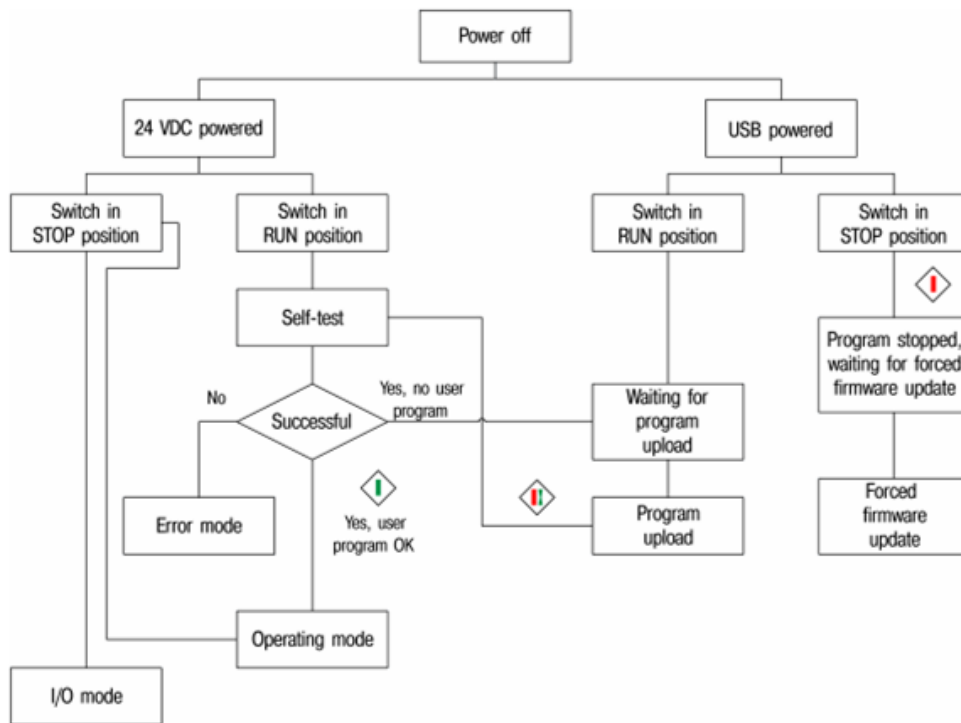 Power off
24 VDC powered
USB powered
Switch in
STOP position
Switch in
RUN position
Switch in
RUN position
Switch in
STOP position
Self-test
Program stopped,
waiting for forced
firmware update
No
Successful
Yes, no user
program
Waiting for
program
upload
Error mode
Yes, user
program OK
Program
upload
Forced
firmware
update
Operating mode
I/O mode